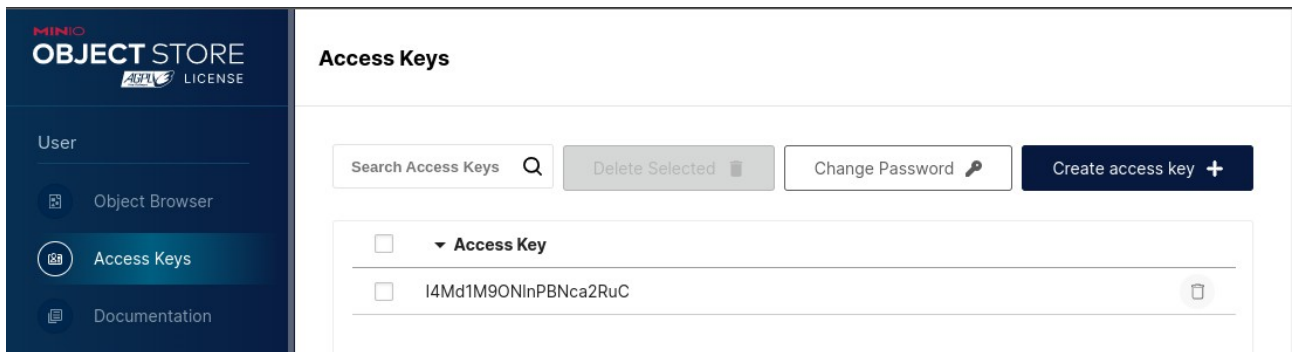 MINIO
OBJECT STORE
AGPLV3 LICENSE
Access Keys
User
Search Access Keys
Delete Selected
Change Password
Create access key
Object Browser
Access Key
Access Keys
I4Md1M9ONlnPBNca2RuC
Documentation